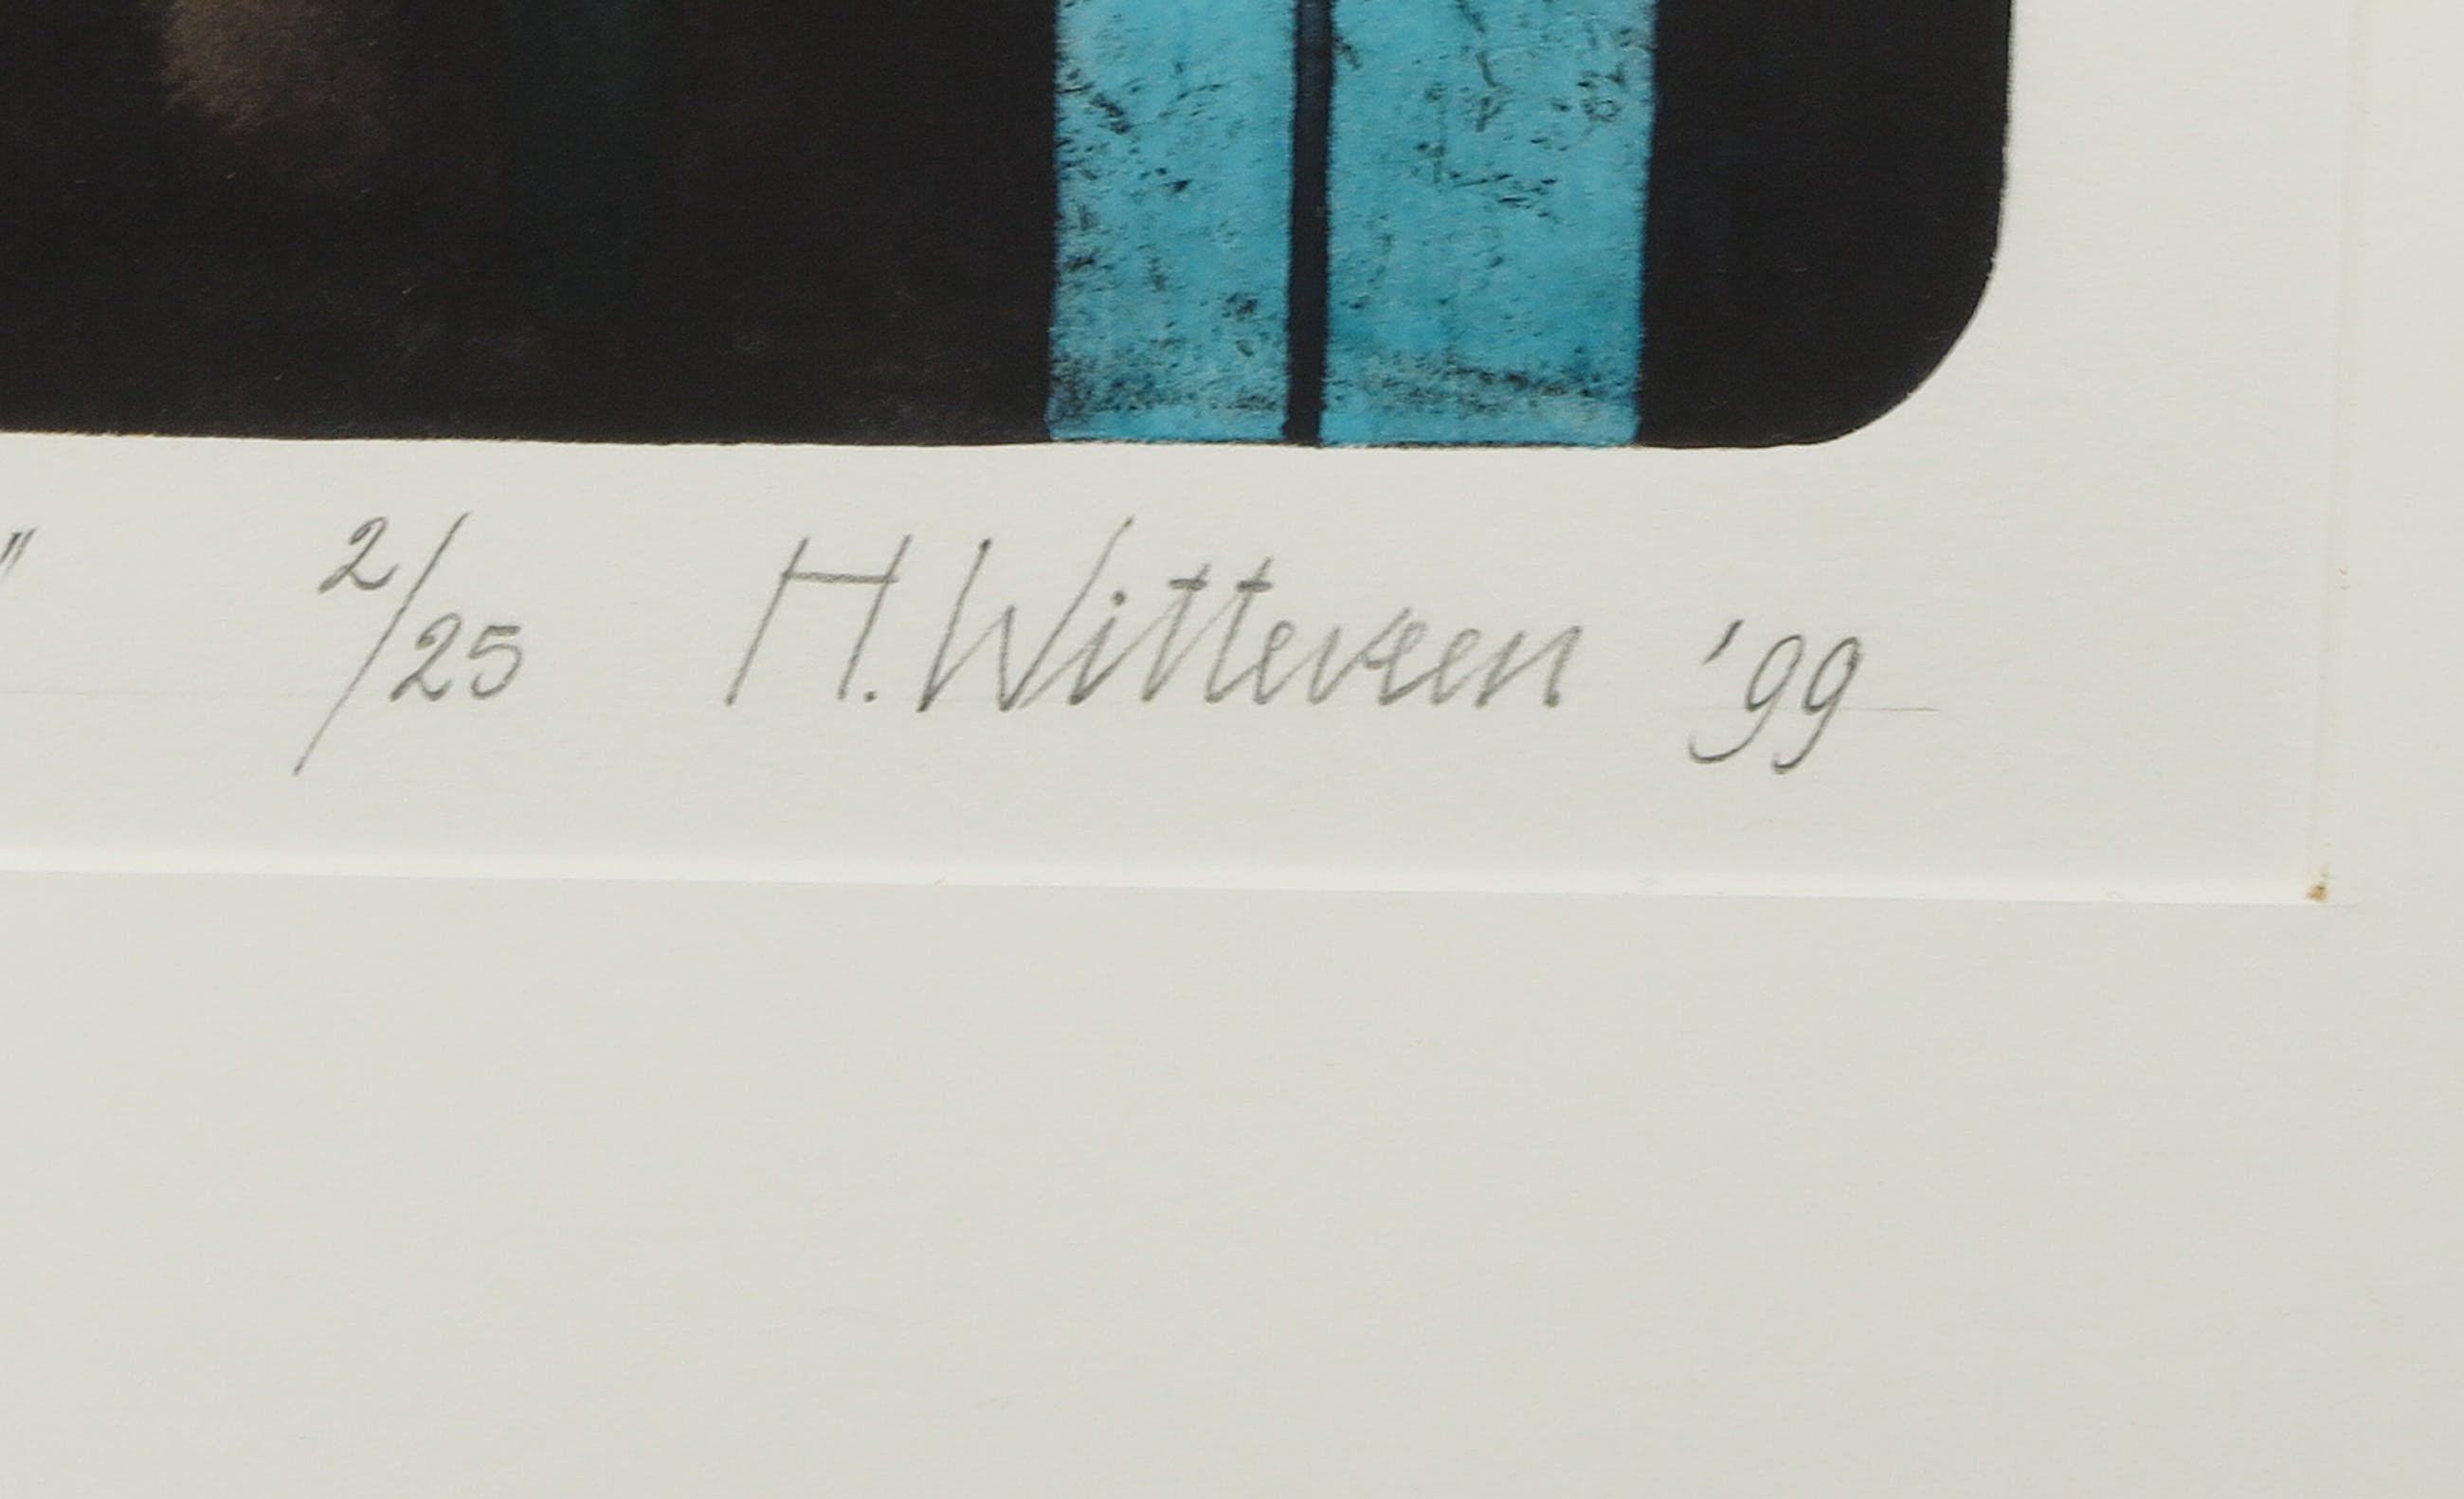 " 2/25 H. Witteveen '99